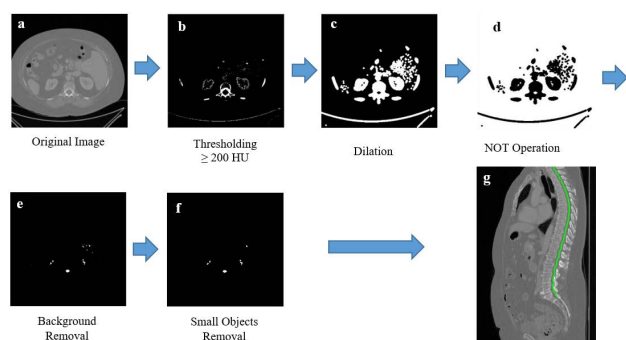 a
b
c
d
Original Image
Thresholding
≥ 200 HU
Dilation
NOT Operation
e
f
g
Background
Removal
Small Objects
Removal